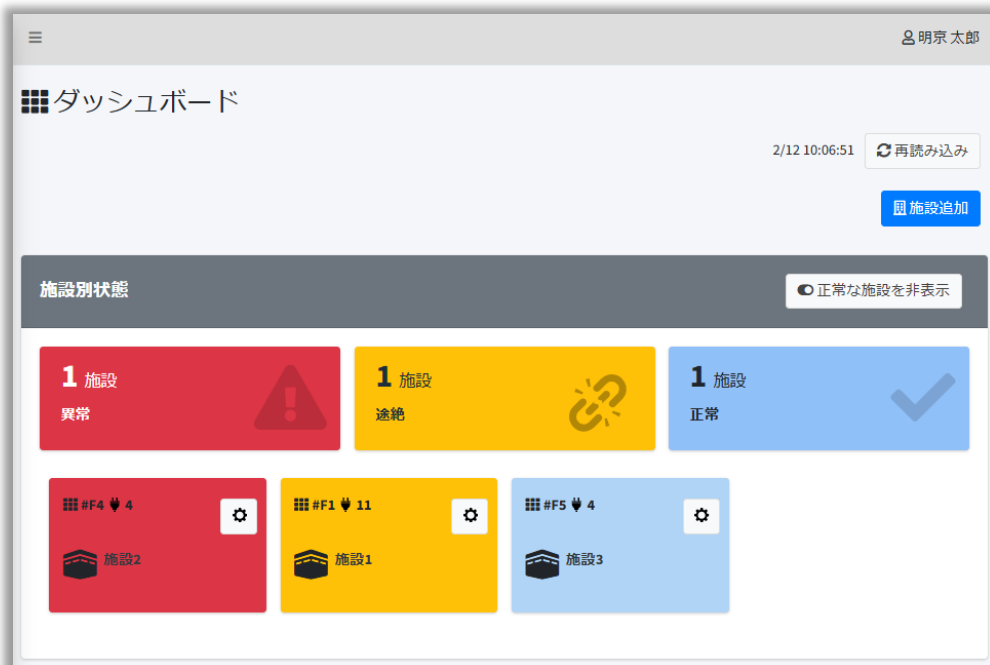 明京 太郎
ダッシュボード
2/12 10:06:51 再読み込み
施設追加
施設別状態 正常な施設を非表示
1 施設
異常
1 施設
途絶
1 施設
正常
#F4 4
施設2
#F1 11
施設1
#F5 4
施設3